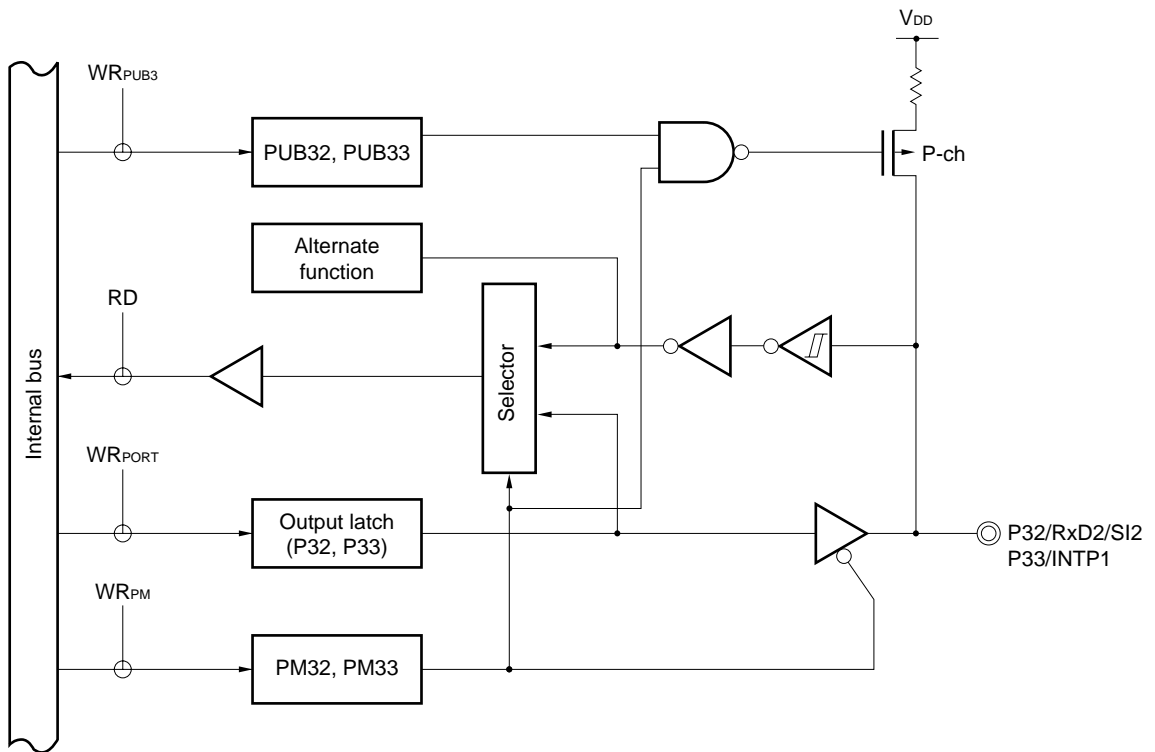 VDD
WRPUB3
PUB32, PUB33
P-ch
Alternate
function
RD
Selector
Internal bus
WRPORT
Output latch
(P32, P33)
P32/RxD2/SI2
P33/INTP1
WRPM
PM32, PM33